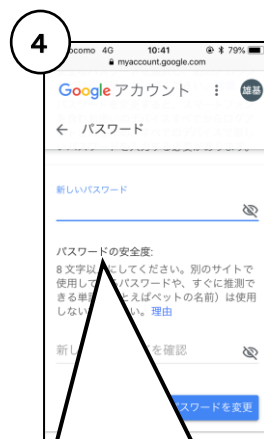 4
ocomo 4G 10:41 79%
myaccount.google.com
Google アカウント
雄基
← パスワード
新しいパスワード
パスワードの安全度:
8 文字以 にしてください。別のサイトで
使用し パスワードや、すぐに推測で
きる単 とえばペットの名前）は使用
しない い。理由
新し を確認
スワードを変更